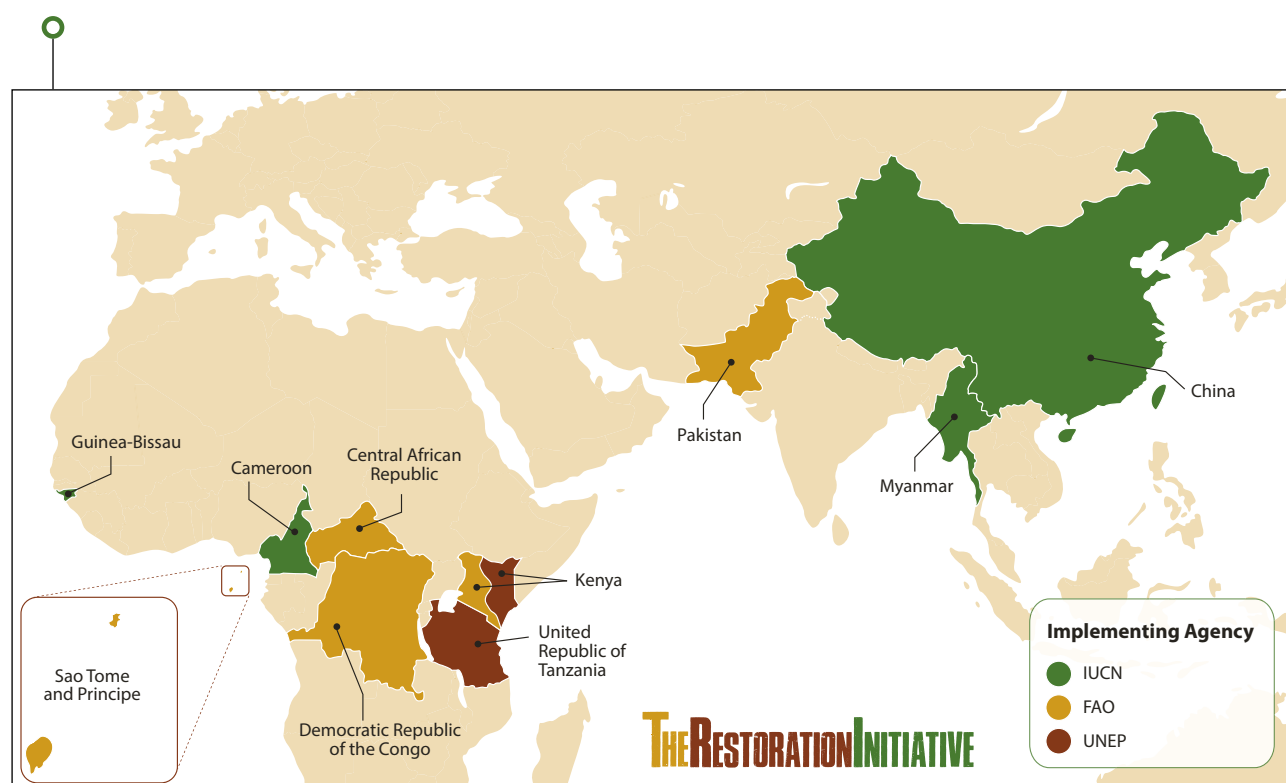 Guinea-Bissau
Cameroon
Central African
Republic
Pakistan
China
Myanmar
Kenya
United
Republic of
Tanzania
Sao Tome
and Principe
Democratic Republic
of the Congo
THERESTORATIONINITIATIVE
Implementing Agency
IUCN
FAO
UNEP